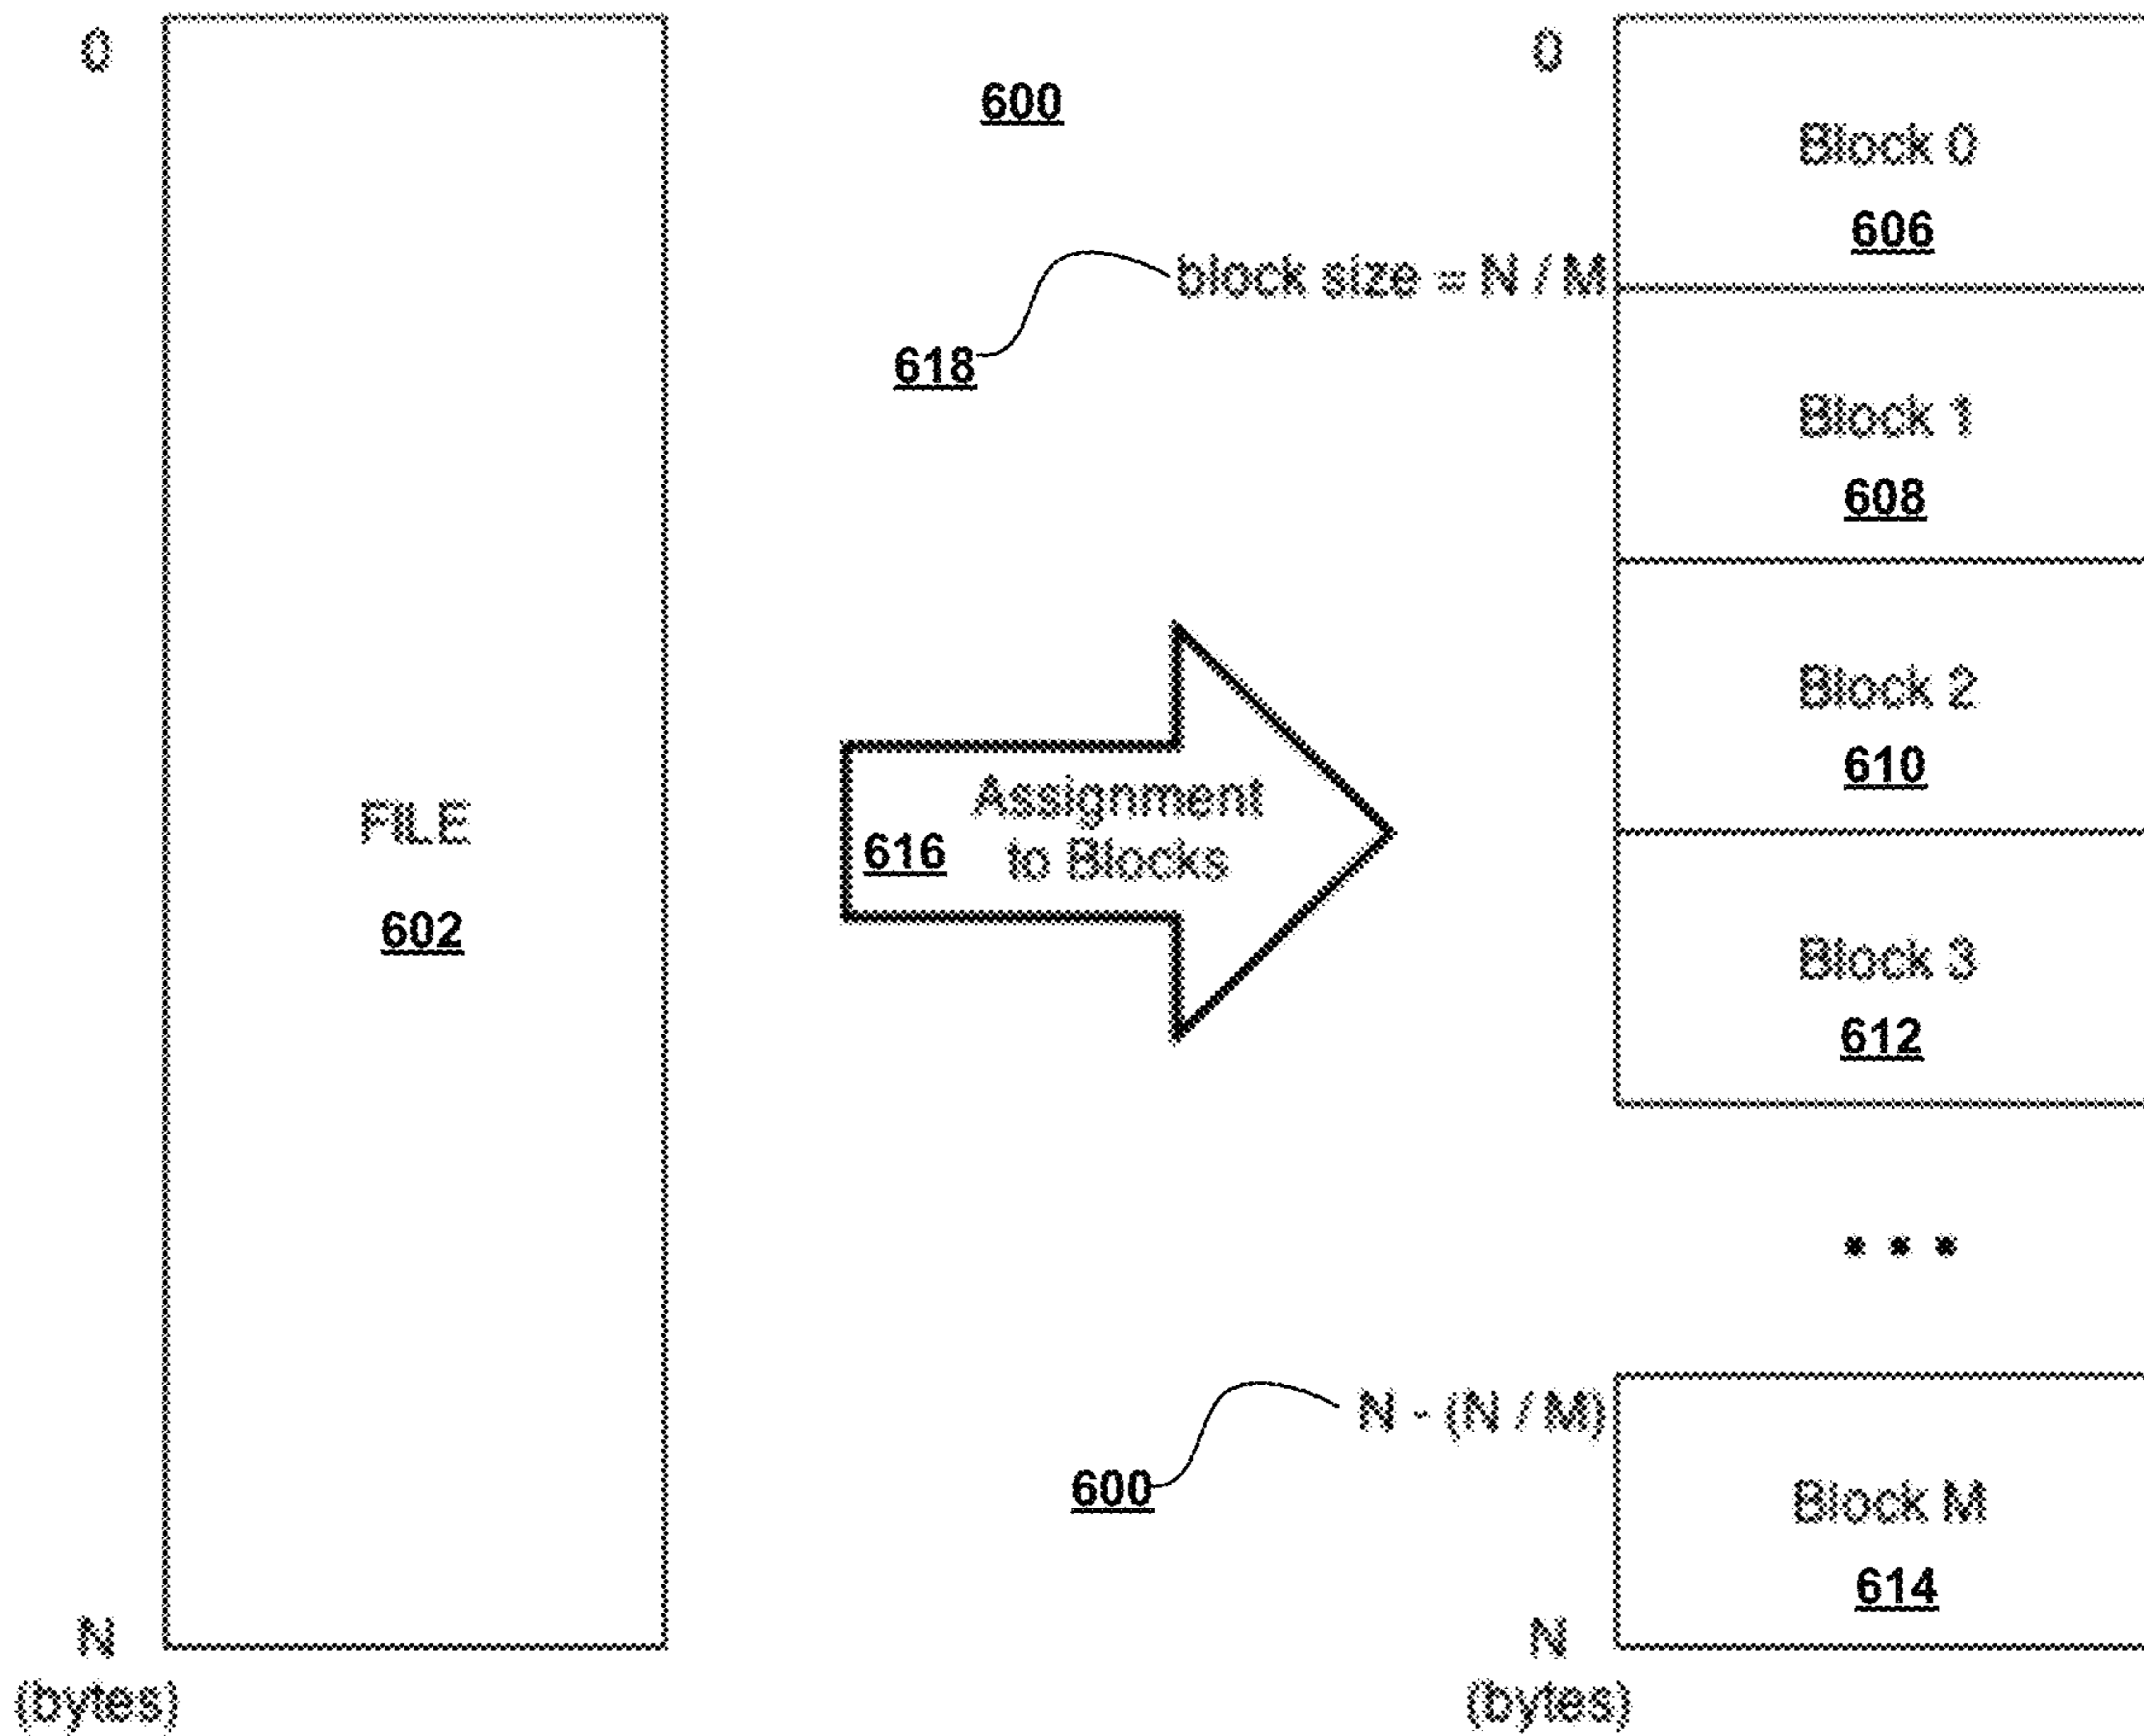 0
600
0
Block 0
606
block size = N / M
618
Block 1
608
Block 2
610
Assignment
to Blocks
616
FILE
602
Block 3
612
...
N - (N / M)
600
Block M
614
N
(bytes)
N
(bytes)